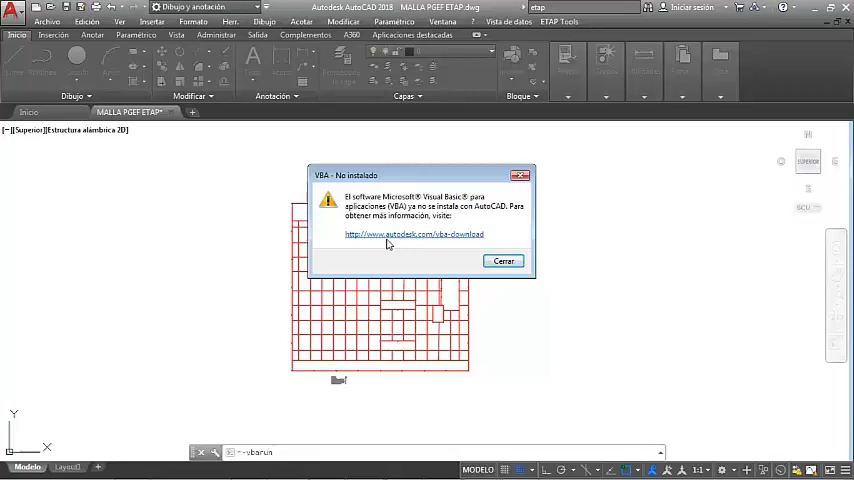 Dibujo y anotación
Autodesk AutoCAD 2018 MALLA PGEF ETAP.dwg
etap
Iniciar sesión
Archivo Edición Ver Insertar Formato Herr. Dibujo Acotar Modificar Paramétrico Ventana ? Vista de datos ETAP Tools
Inicio Inserción Anotar Paramétrico Vista Administrar Salida Complementos A360 Aplicaciones destacadas
Línea
0
Dibujo Modificar Anotación Capas Bloque
Inicio MALLA PGEF ETAP* +
[−][Superior][Estructura alámbrica 2D]
N
O SUPERIOR E
S
SCU
VBA - No instalado
El software Microsoft® Visual Basic® para
aplicaciones (VBA) ya no se instala con AutoCAD. Para
obtener más información, visite:
http://www.autodesk.com/vba-download
Cerrar
Y
X
-vbarun
Modelo Layout1 +
MODELO
1:1